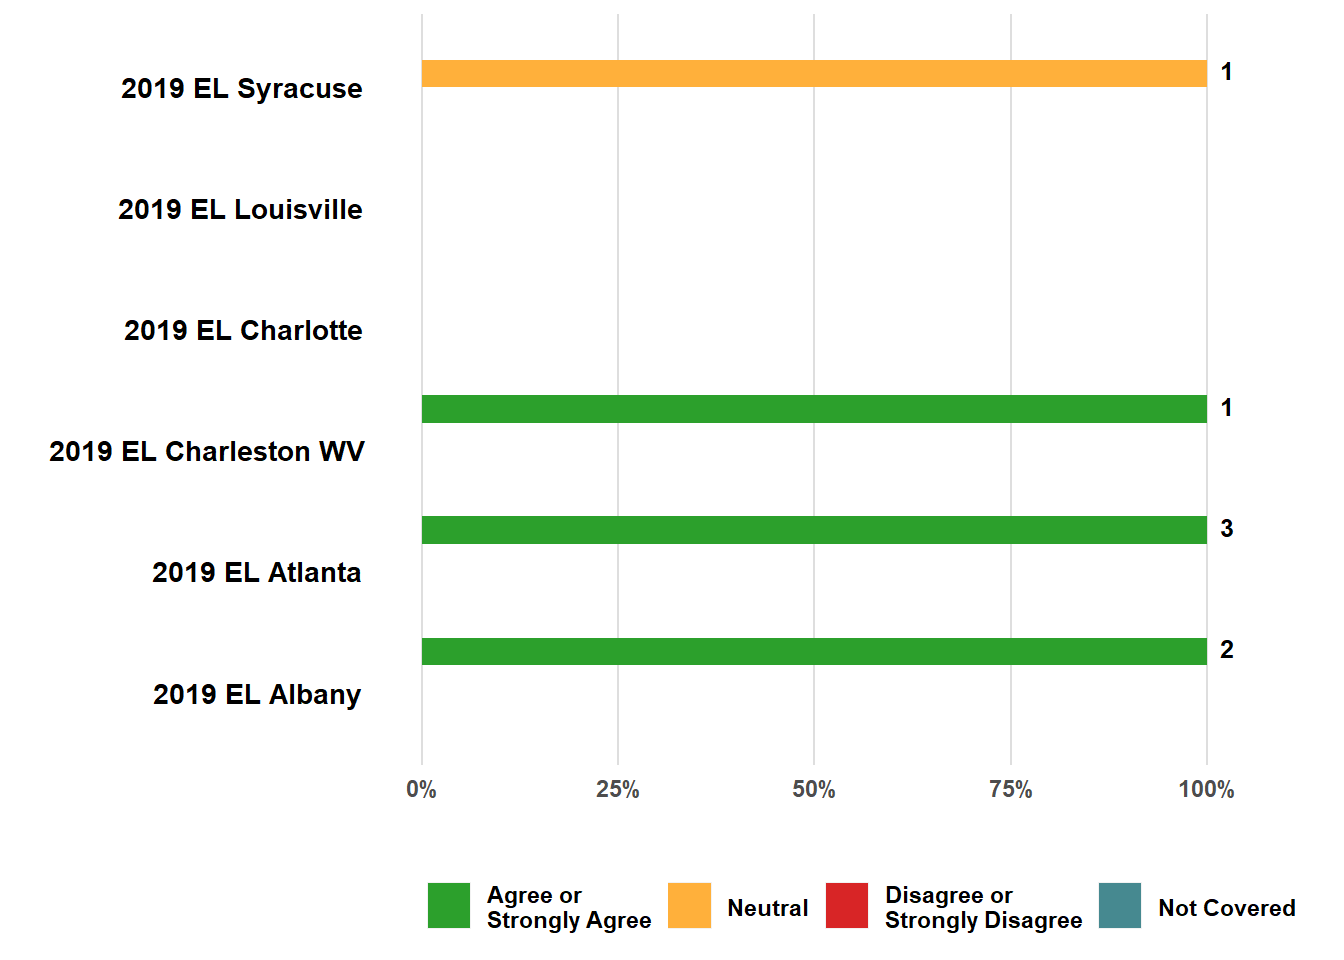 2019 EL Syracuse
1
2019 EL Louisville
2019 EL Charlotte
1
2019 EL Charleston WV
3
2019 EL Atlanta
2
2019 EL Albany
0%
25%
50%
75%
100%
Agree or
Strongly Agree
Neutral
Disagree or
Strongly Disagree
Not Covered